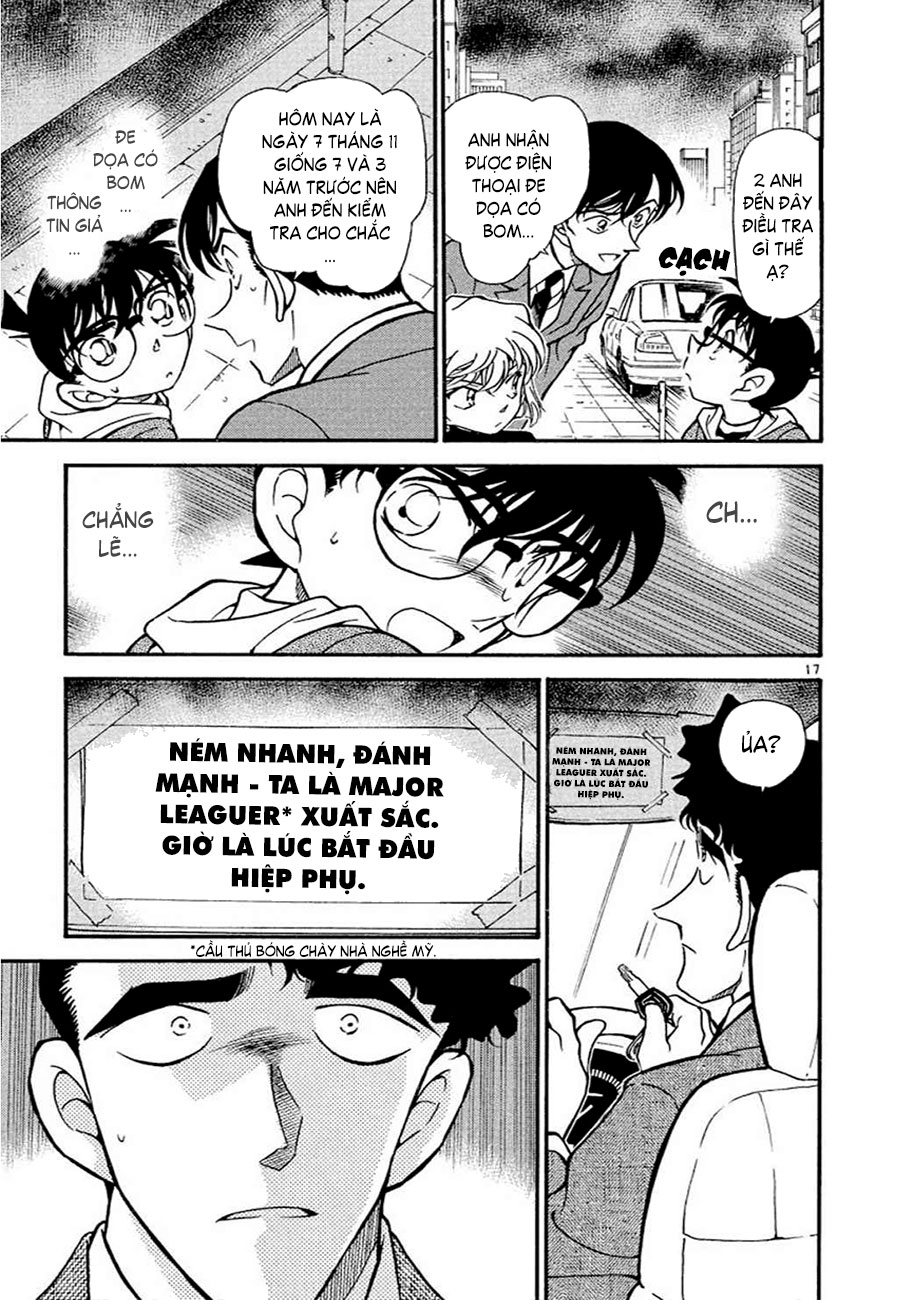 2 ANH
ĐẾN ĐÂY
ĐIỀU TRA
GÌ THẾ
Ạ?
CẠCH
ANH NHẬN
ĐƯỢC ĐIỆN
THOẠI ĐE
DỌA CÓ
BOM...
HÔM NAY LÀ
NGÀY 7 THÁNG 11
GIỐNG 7 VÀ 3
NĂM TRƯỚC NÊN
ANH ĐẾN KIỂM
TRA CHO CHẮC
...
ĐE
DỌA CÓ
BOM
...
THÔNG
TIN GIẢ
...
CH...
CHẲNG
LẼ...
17
ỦA?
NÉM NHANH, ĐÁNH
MẠNH - TA LÀ MAJOR
LEAGUER XUẤT SẮC.
GIỜ LÀ LÚC BẮT ĐẦU
HIỆP PHỤ.
NÉM NHANH, ĐÁNH
MẠNH - TA LÀ MAJOR
LEAGUER* XUẤT SẮC.
GIỜ LÀ LÚC BẮT ĐẦU
HIỆP PHỤ.
*CẦU THỦ BÓNG CHÀY NHÀ NGHỀ MỸ.